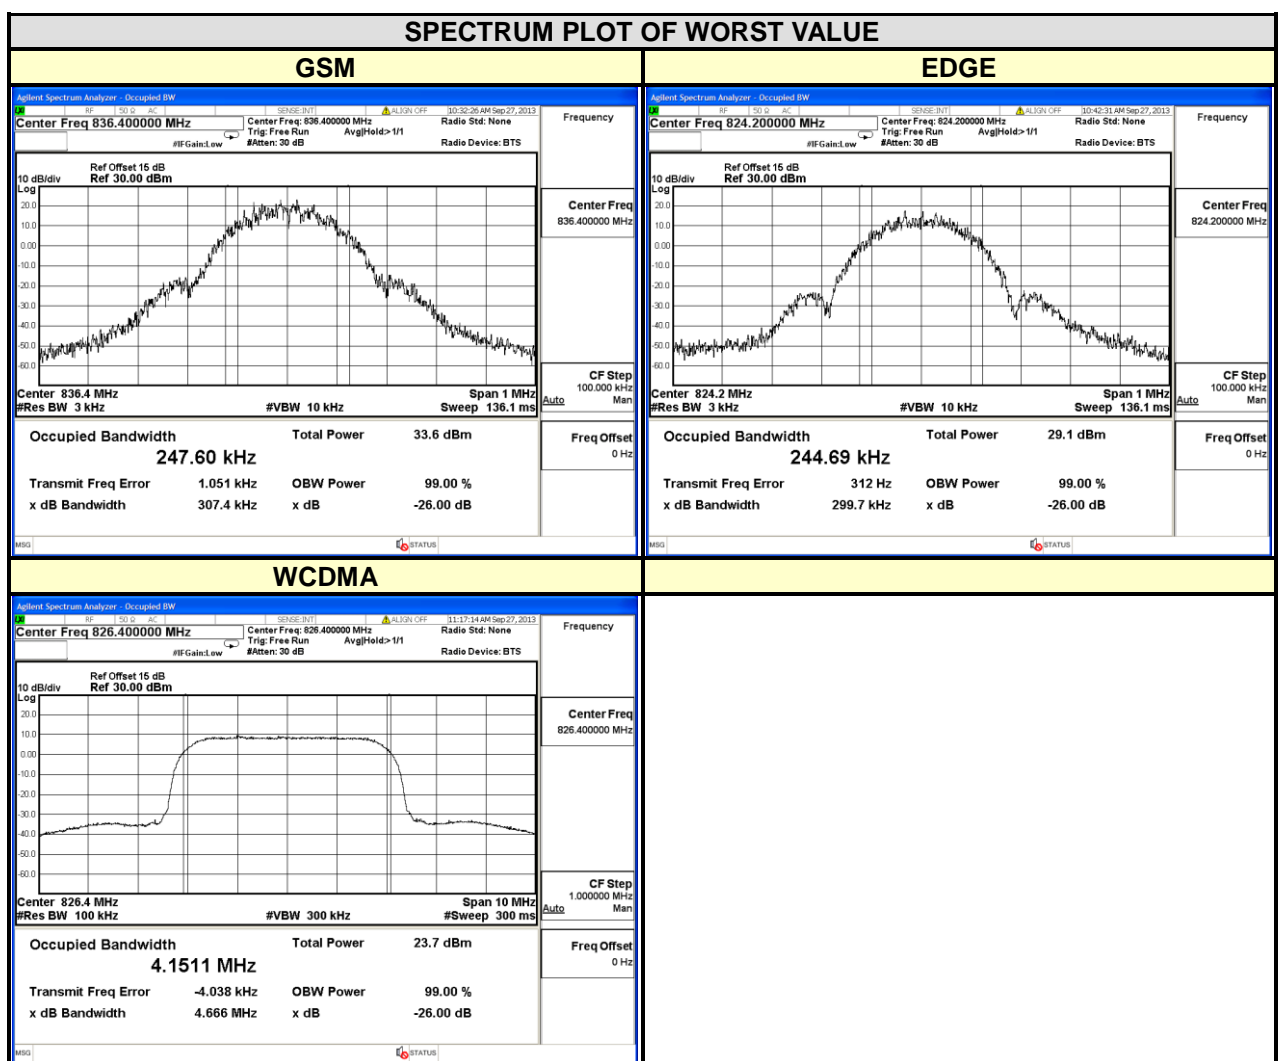 SPECTRUM PLOT OF WORST VALUE
GSM
EDGE
Agilent Spectrum Analyzer - Occupied BW
RF 50 Ω AC SENSE:INT ALIGN OFF 10:32:26 AM Sep 27, 2013
Center Freq 836.400000 MHz
Center Freq: 836.400000 MHz
Radio Std: None
Trig: Free Run Avg|Hold:> 1/1
#IFGain:Low #Atten: 30 dB Radio Device: BTS
Ref Offset 15 dB
10 dB/div Ref 30.00 dBm
Log
20.0
10.0
0.00
-10.0
-20.0
-30.0
-40.0
-50.0
-60.0
Center 836.4 MHz Span 1 MHz
#Res BW 3 kHz #VBW 10 kHz Sweep 136.1 ms
Occupied Bandwidth Total Power 33.6 dBm
247.60 kHz
Transmit Freq Error 1.051 kHz OBW Power 99.00 %
x dB Bandwidth 307.4 kHz x dB -26.00 dB
MSG STATUS
Frequency
Center Freq
836.400000 MHz
CF Step
100.000 kHz
Auto Man
Freq Offset
0 Hz
Agilent Spectrum Analyzer - Occupied BW
RF 50 Ω AC SENSE:INT ALIGN OFF 10:42:31 AM Sep 27, 2013
Center Freq 824.200000 MHz
Center Freq: 824.200000 MHz
Radio Std: None
Trig: Free Run Avg|Hold:> 1/1
#IFGain:Low #Atten: 30 dB Radio Device: BTS
Ref Offset 15 dB
10 dB/div Ref 30.00 dBm
Log
20.0
10.0
0.00
-10.0
-20.0
-30.0
-40.0
-50.0
-60.0
Center 824.2 MHz Span 1 MHz
#Res BW 3 kHz #VBW 10 kHz Sweep 136.1 ms
Occupied Bandwidth Total Power 29.1 dBm
244.69 kHz
Transmit Freq Error 312 Hz OBW Power 99.00 %
x dB Bandwidth 299.7 kHz x dB -26.00 dB
MSG STATUS
Frequency
Center Freq
824.200000 MHz
CF Step
100.000 kHz
Auto Man
Freq Offset
0 Hz
WCDMA
Agilent Spectrum Analyzer - Occupied BW
RF 50 Ω AC SENSE:INT ALIGN OFF 11:17:14 AM Sep 27, 2013
Center Freq 826.400000 MHz
Center Freq: 826.400000 MHz
Radio Std: None
Trig: Free Run Avg|Hold:> 1/1
#IFGain:Low #Atten: 30 dB Radio Device: BTS
Ref Offset 15 dB
10 dB/div Ref 30.00 dBm
Log
20.0
10.0
0.00
-10.0
-20.0
-30.0
-40.0
-50.0
-60.0
Center 826.4 MHz Span 10 MHz
#Res BW 100 kHz #VBW 300 kHz #Sweep 300 ms
Occupied Bandwidth Total Power 23.7 dBm
4.1511 MHz
Transmit Freq Error -4.038 kHz OBW Power 99.00 %
x dB Bandwidth 4.666 MHz x dB -26.00 dB
MSG STATUS
Frequency
Center Freq
826.400000 MHz
CF Step
1.000000 MHz
Auto Man
Freq Offset
0 Hz